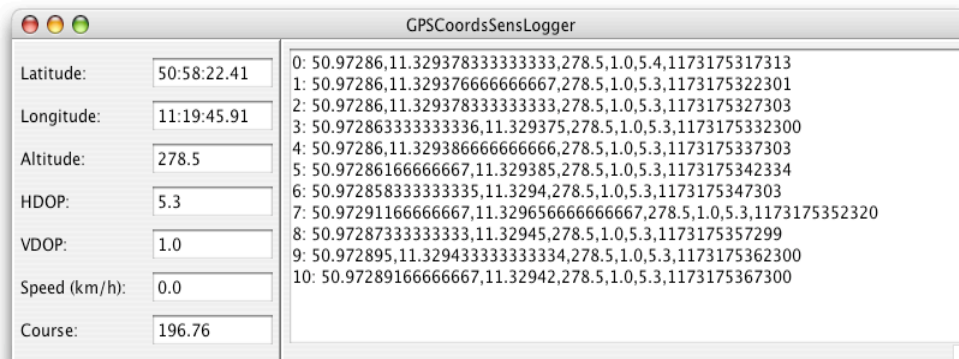 GPSCoordsSensLogger
Latitude: 50:58:22.41
Longitude: 11:19:45.91
Altitude: 278.5
HDOP: 5.3
VDOP: 1.0
Speed (km/h): 0.0
Course: 196.76
0: 50.97286,11.329378333333333,278.5,1.0,5.4,1173175317313
1: 50.97286,11.329376666666667,278.5,1.0,5.3,1173175322301
2: 50.97286,11.329378333333333,278.5,1.0,5.3,1173175327303
3: 50.972863333333336,11.329375,278.5,1.0,5.3,1173175332300
4: 50.97286,11.329386666666666,278.5,1.0,5.3,1173175337303
5: 50.97286166666667,11.329385,278.5,1.0,5.3,1173175342334
6: 50.972858333333335,11.3294,278.5,1.0,5.3,1173175347303
7: 50.97291166666667,11.329656666666667,278.5,1.0,5.3,1173175352320
8: 50.97287333333333,11.32945,278.5,1.0,5.3,1173175357299
9: 50.972895,11.329433333333334,278.5,1.0,5.3,1173175362300
10: 50.97289166666667,11.32942,278.5,1.0,5.3,1173175367300